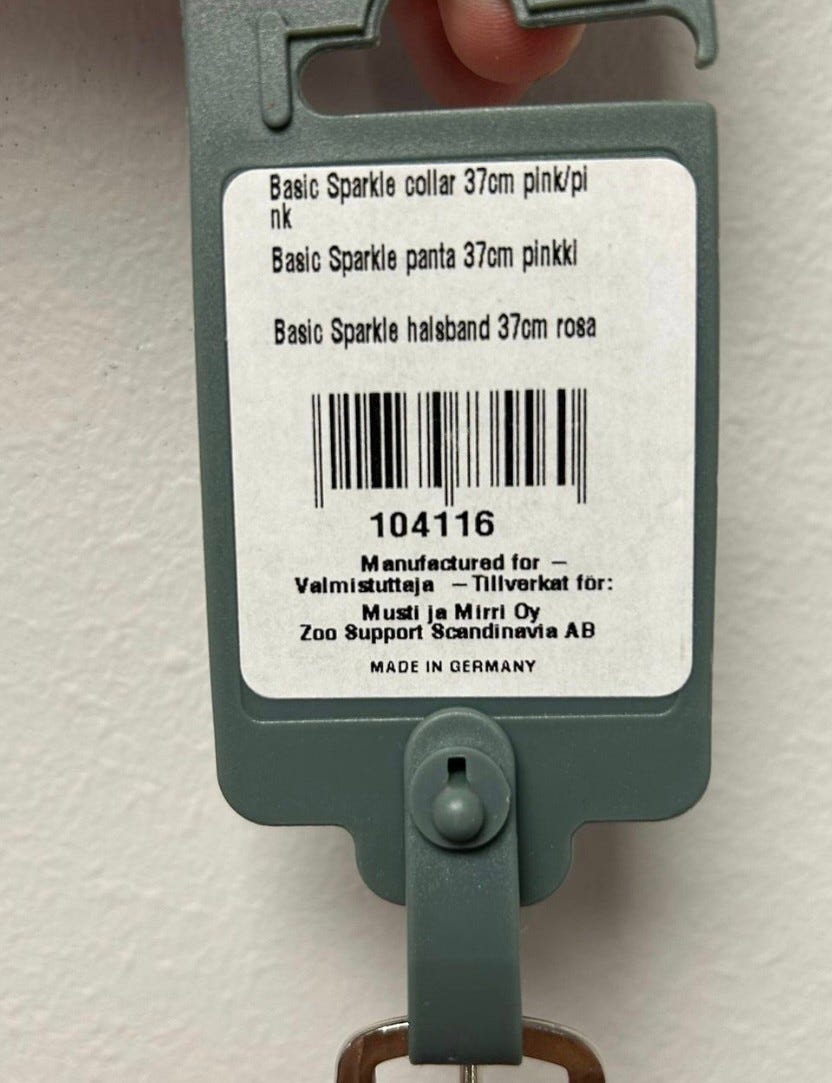 Basic Sparkle collar 37cm pink/pi
nk
Basic Sparkle panta 37cm pinkki
Basic Sparkle halsband 37cm rosa
104116
Manufactured for –
Valmistuttaja – Tillverkat för:
Musti ja Mirri Oy
Zoo Support Scandinavia AB
MADE IN GERMANY